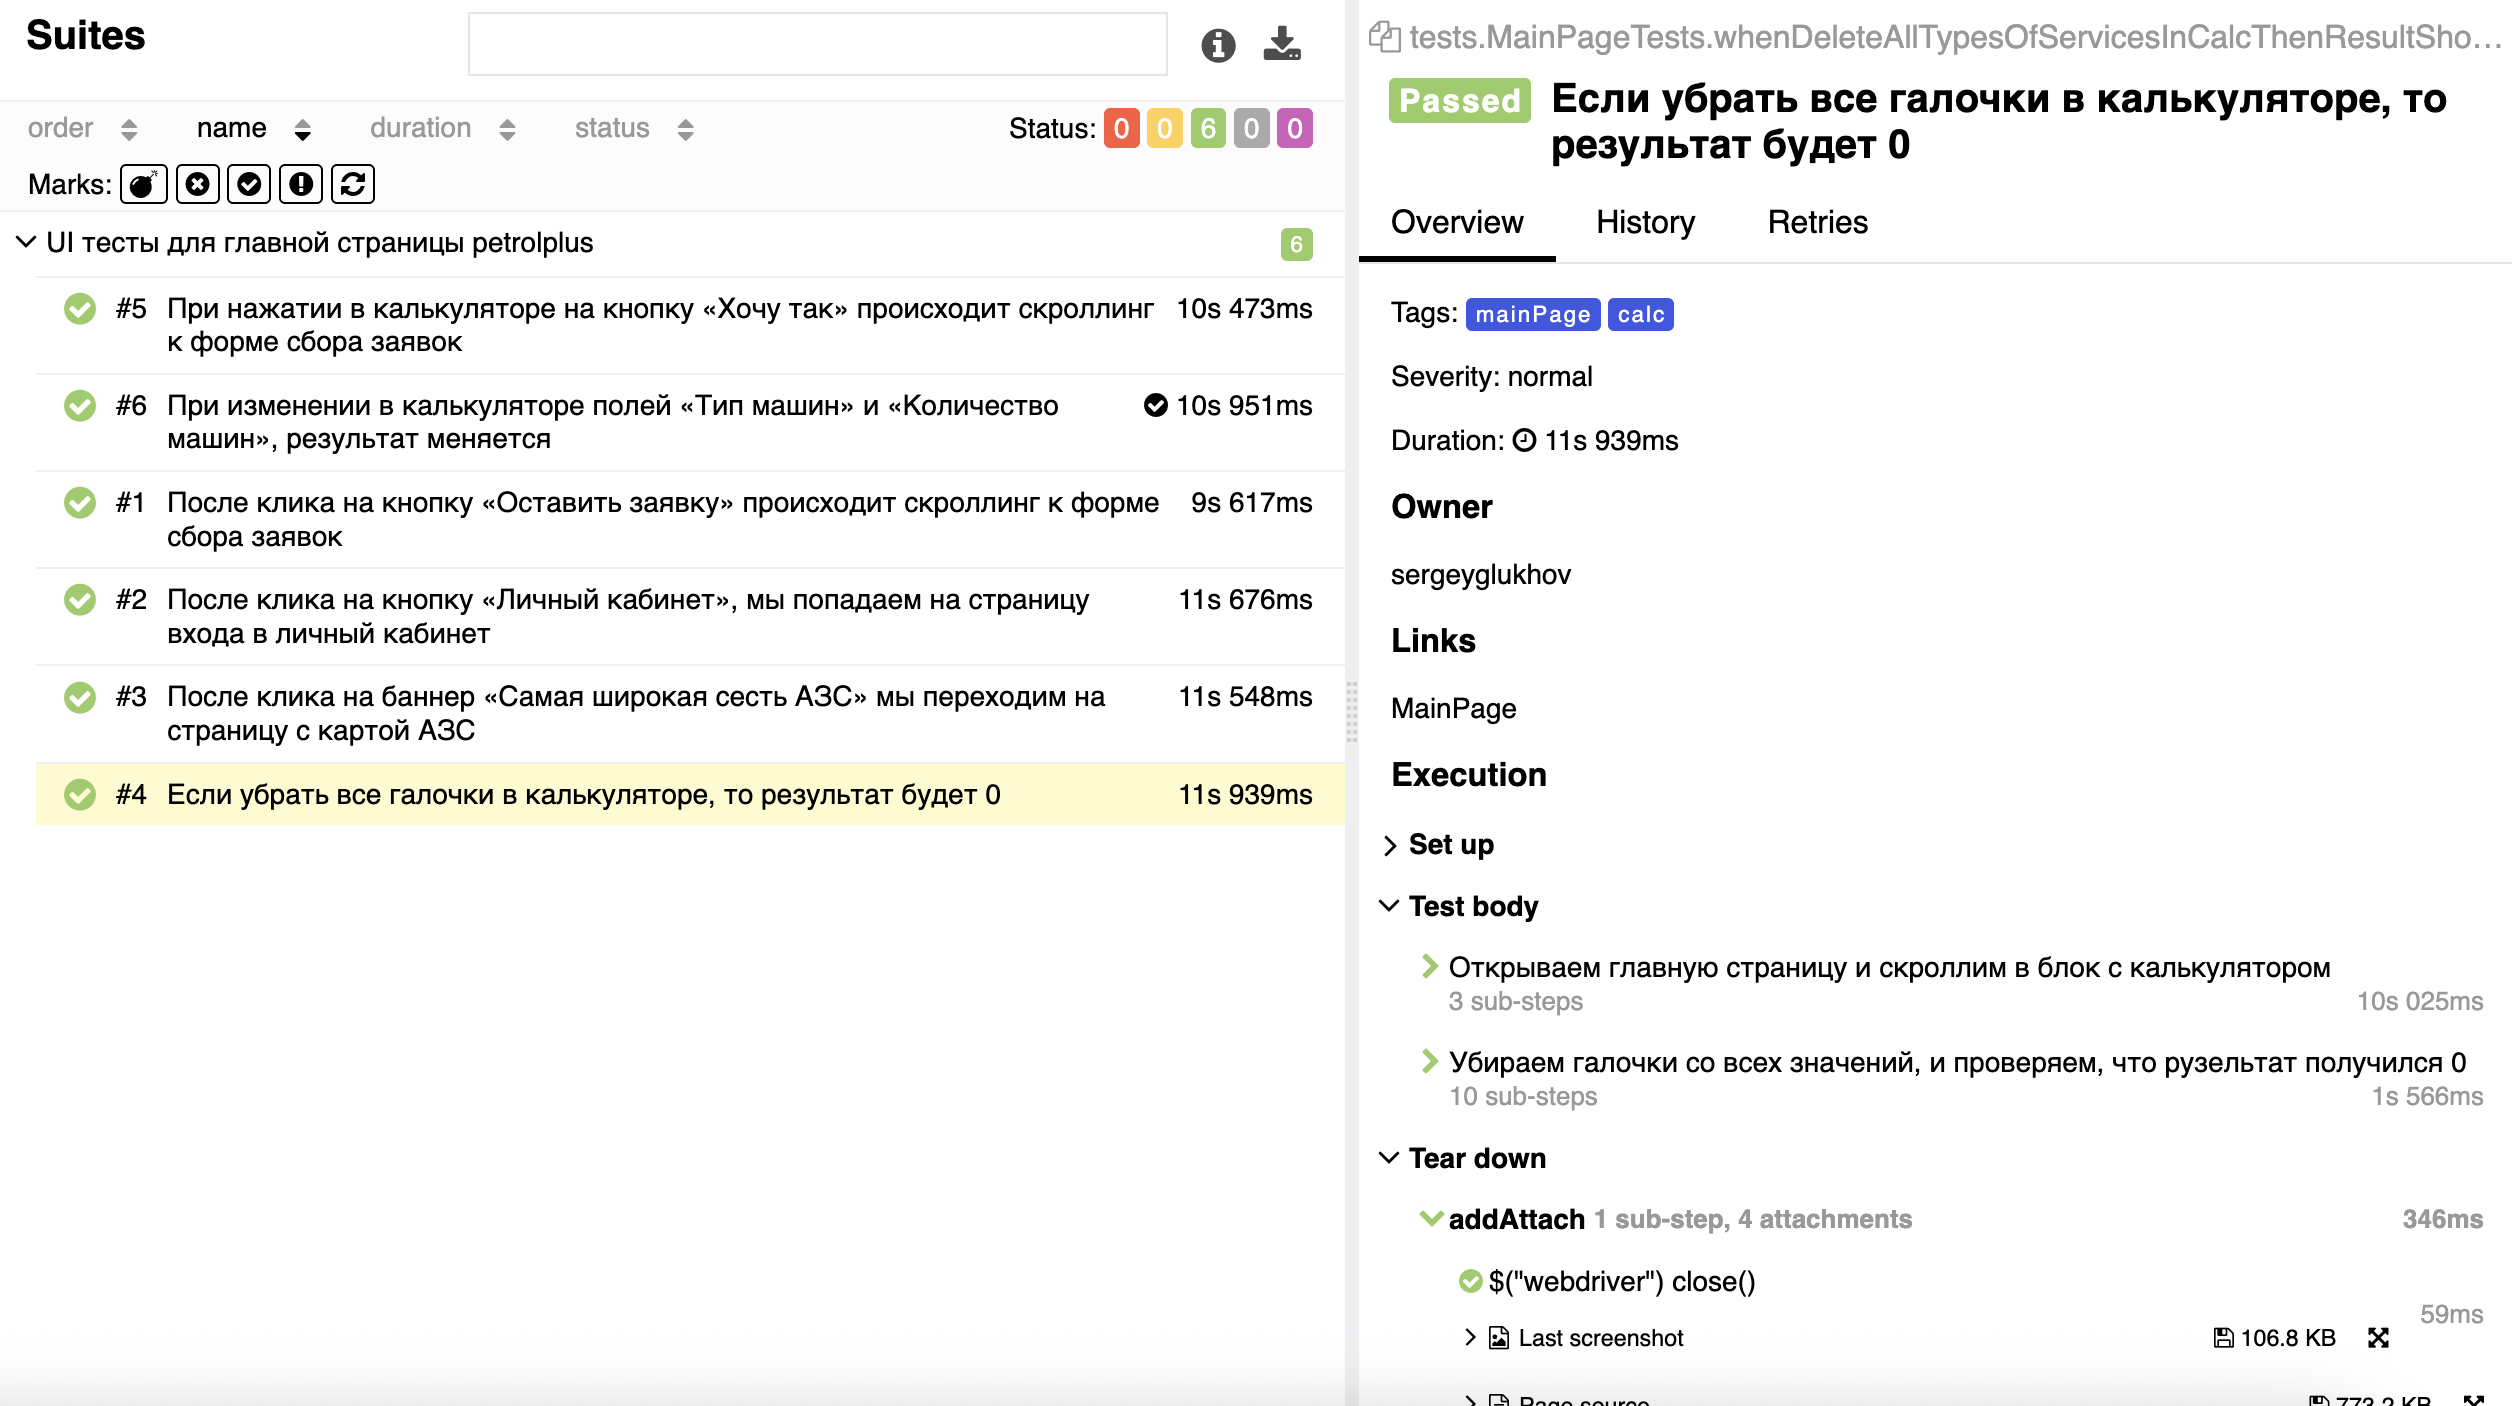 Suites
order name duration status Status: 0 0 6 0 0
Marks:
UI тесты для главной страницы petrolplus 6
#5 При нажатии в калькуляторе на кнопку «Хочу так» происходит скроллинг 10s 473ms
к форме сбора заявок
#6 При изменении в калькуляторе полей «Тип машин» и «Количество 10s 951ms
машин», результат меняется
#1 После клика на кнопку «Оставить заявку» происходит скроллинг к форме 9s 617ms
сбора заявок
#2 После клика на кнопку «Личный кабинет», мы попадаем на страницу 11s 676ms
входа в личный кабинет
#3 После клика на баннер «Самая широкая сесть АЗС» мы переходим на 11s 548ms
страницу с картой АЗС
#4 Если убрать все галочки в калькуляторе, то результат будет 0 11s 939ms
tests.MainPageTests.whenDeleteAllTypesOfServicesInCalcThenResultSho...
Passed Если убрать все галочки в калькуляторе, то
результат будет 0
Overview History Retries
Tags: mainPage calc
Severity: normal
Duration: 11s 939ms
Owner
sergeyglukhov
Links
MainPage
Execution
Set up
Test body
Открываем главную страницу и скроллим в блок с калькулятором
3 sub-steps 10s 025ms
Убираем галочки со всех значений, и проверяем, что рузельтат получился 0
10 sub-steps 1s 566ms
Tear down
addAttach 1 sub-step, 4 attachments 346ms
$("webdriver") close()
59ms
Last screenshot 106.8 KB
Page source 773.2 KB